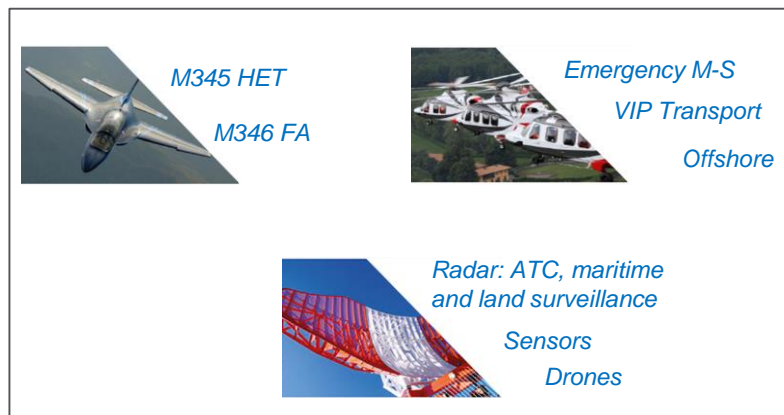 M345 HET
M346 FA
Emergency M-S
VIP Transport
Offshore
Radar: ATC, maritime
and land surveillance
Sensors
Drones